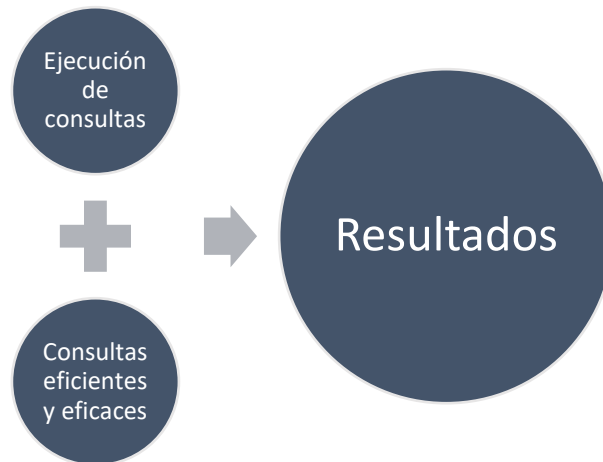 Ejecución
de
consultas
Resultados
Consultas
eficientes
y eficaces